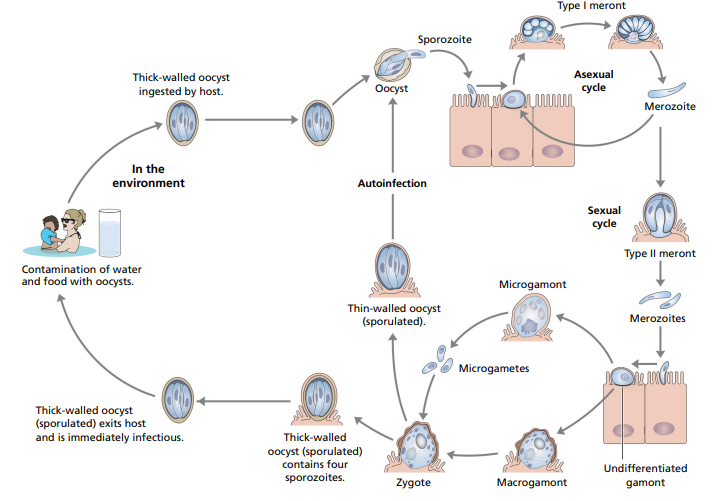 Type I meront
Sporozoite
Oocyst
Asexual
cycle
Merozoite
Thick-walled oocyst
ingested by host.
In the
environment
Autoinfection
Sexual
cycle
Type II meront
Contamination of water
and food with oocysts.
Microgamont
Merozoites
Thin-walled oocyst
(sporulated).
Microgametes
Thick-walled oocyst
(sporulated) exits host
and is immediately infectious.
Thick-walled
oocyst (sporulated)
contains four
sporozoites.
Zygote
Macrogamont
Undifferentiated
gamont